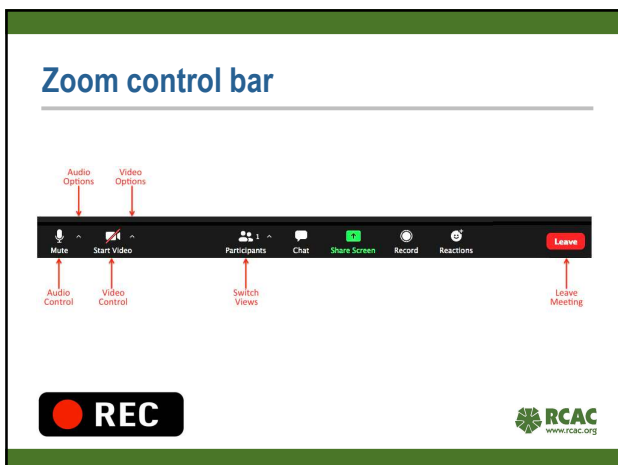 Zoom control bar
Audio Options
Video Options
1
Mute
Start Video
Participants
Chat
Share Screen
Record
Reactions
Leave
Audio Control
Video Control
Switch Views
Leave Meeting
REC
RCAC
www.rcac.org